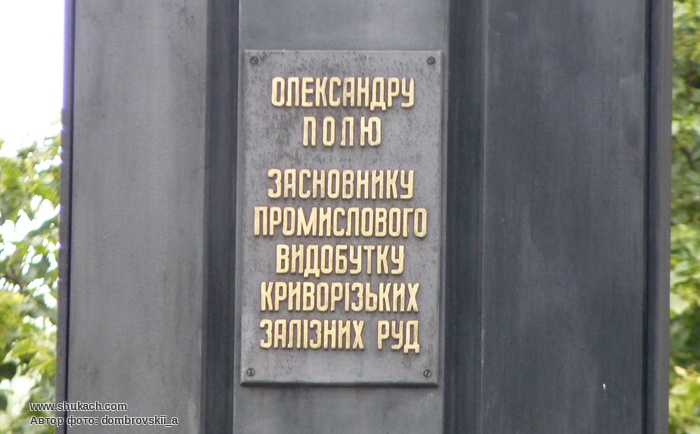 ОЛЕКСАНДРУ
ПОЛЮ
ЗАСНОВНИКУ
ПРОМИСЛОВОГО
ВИДОБУТКУ
КРИВОРІЗЬКИХ
ЗАЛІЗНИХ РУД
www.shukach.com
Автор фото: dombrovskii_a